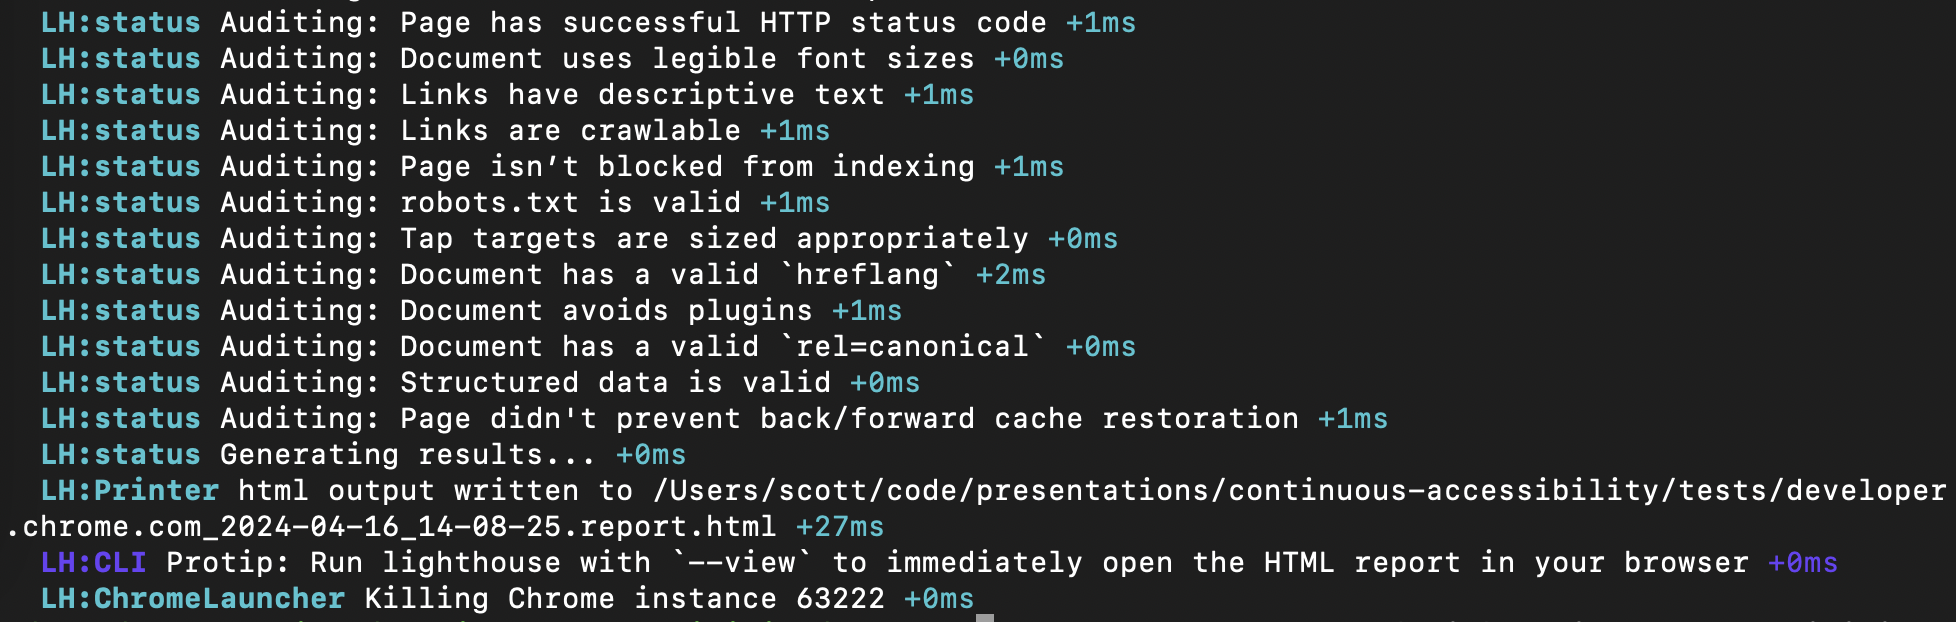 LH:status Auditing: Page has successful HTTP status code +1ms
LH:status Auditing: Document uses legible font sizes +0ms
LH:status Auditing: Links have descriptive text +1ms
LH:status Auditing: Links are crawlable +1ms
LH:status Auditing: Page isn’t blocked from indexing +1ms
LH:status Auditing: robots.txt is valid +1ms
LH:status Auditing: Tap targets are sized appropriately +0ms
LH:status Auditing: Document has a valid `hreflang` +2ms
LH:status Auditing: Document avoids plugins +1ms
LH:status Auditing: Document has a valid `rel=canonical` +0ms
LH:status Auditing: Structured data is valid +0ms
LH:status Auditing: Page didn't prevent back/forward cache restoration +1ms
LH:status Generating results... +0ms
LH:Printer html output written to /Users/scott/code/presentations/continuous-accessibility/tests/developer
.chrome.com_2024-04-16_14-08-25.report.html +27ms
LH:CLI Protip: Run lighthouse with `--view` to immediately open the HTML report in your browser +0ms
LH:ChromeLauncher Killing Chrome instance 63222 +0ms